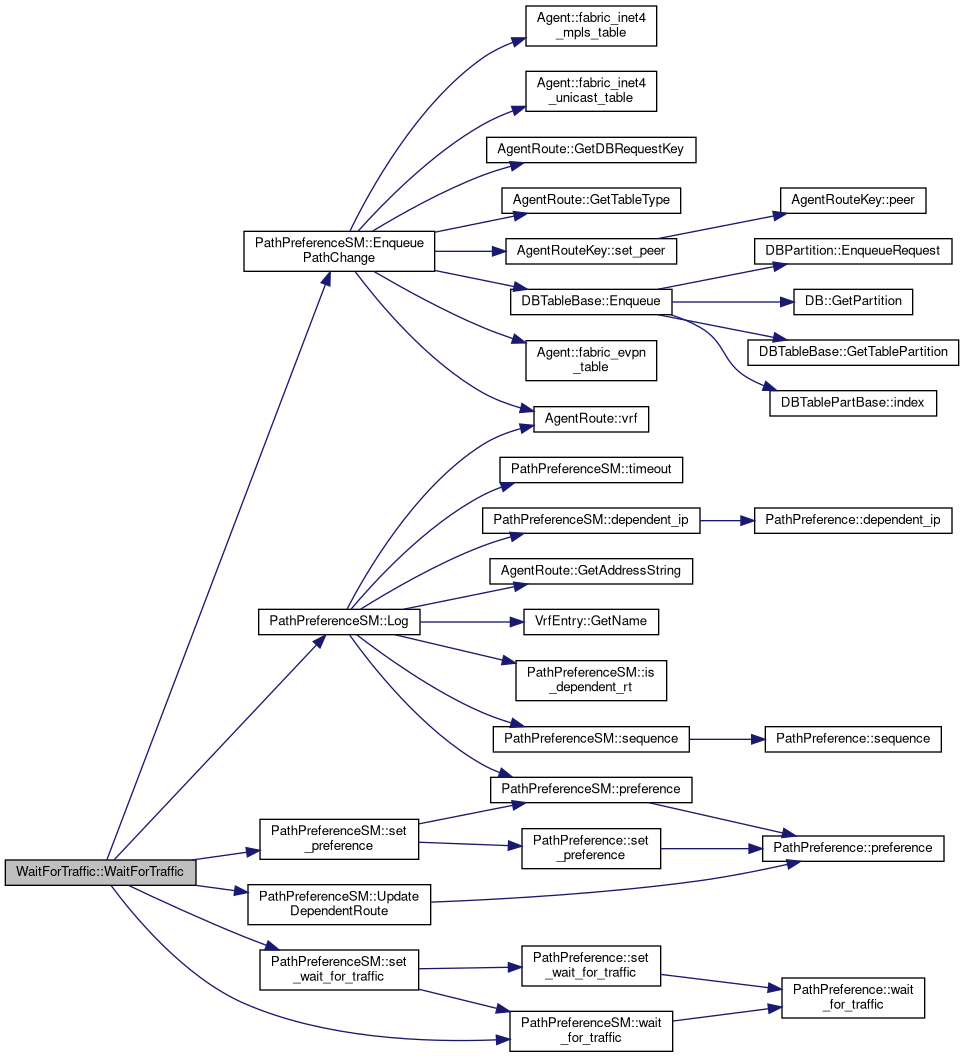 Agent::fabric_inet4
_mpls_table
Agent::fabric_inet4
_unicast_table
AgentRoute::GetDBRequestKey
AgentRoute::GetTableType
AgentRouteKey::peer
PathPreferenceSM::Enqueue
PathChange
AgentRouteKey::set_peer
DBPartition::EnqueueRequest
DBTableBase::Enqueue
DB::GetPartition
Agent::fabric_evpn
_table
DBTableBase::GetTablePartition
DBTablePartBase::index
AgentRoute::vrf
PathPreferenceSM::timeout
PathPreferenceSM::dependent_ip
PathPreference::dependent_ip
AgentRoute::GetAddressString
PathPreferenceSM::Log
VrfEntry::GetName
PathPreferenceSM::is
_dependent_rt
PathPreferenceSM::sequence
PathPreference::sequence
PathPreferenceSM::preference
PathPreferenceSM::set
_preference
PathPreference::set
_preference
PathPreference::preference
WaitForTraffic::WaitForTraffic
PathPreferenceSM::Update
DependentRoute
PathPreferenceSM::set
_wait_for_traffic
PathPreference::set
_wait_for_traffic
PathPreference::wait
_for_traffic
PathPreferenceSM::wait
_for_traffic